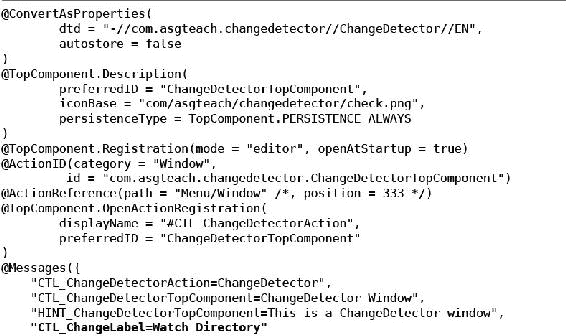 @ConvertAsProperties(
        dtd = "-//com.asgteach.changedetector//ChangeDetector//EN",
        autostore = false
)
@TopComponent.Description(
        preferredID = "ChangeDetectorTopComponent",
        iconBase = "com/asgteach/changedetector/check.png",
        persistenceType = TopComponent.PERSISTENCE_ALWAYS
)
@TopComponent.Registration(mode = "editor", openAtStartup = true)
@ActionID(category = "Window",
         id = "com.asgteach.changedetector.ChangeDetectorTopComponent")
@ActionReference(path = "Menu/Window" /*, position = 333 */)
@TopComponent.OpenActionRegistration(
        displayName = "#CTL_ChangeDetectorAction",
        preferredID = "ChangeDetectorTopComponent"
)
@Messages({
    "CTL_ChangeDetectorAction=ChangeDetector",
    "CTL_ChangeDetectorTopComponent=ChangeDetector Window",
    "HINT_ChangeDetectorTopComponent=This is a ChangeDetector window",
    "CTL_ChangeLabel=Watch Directory"